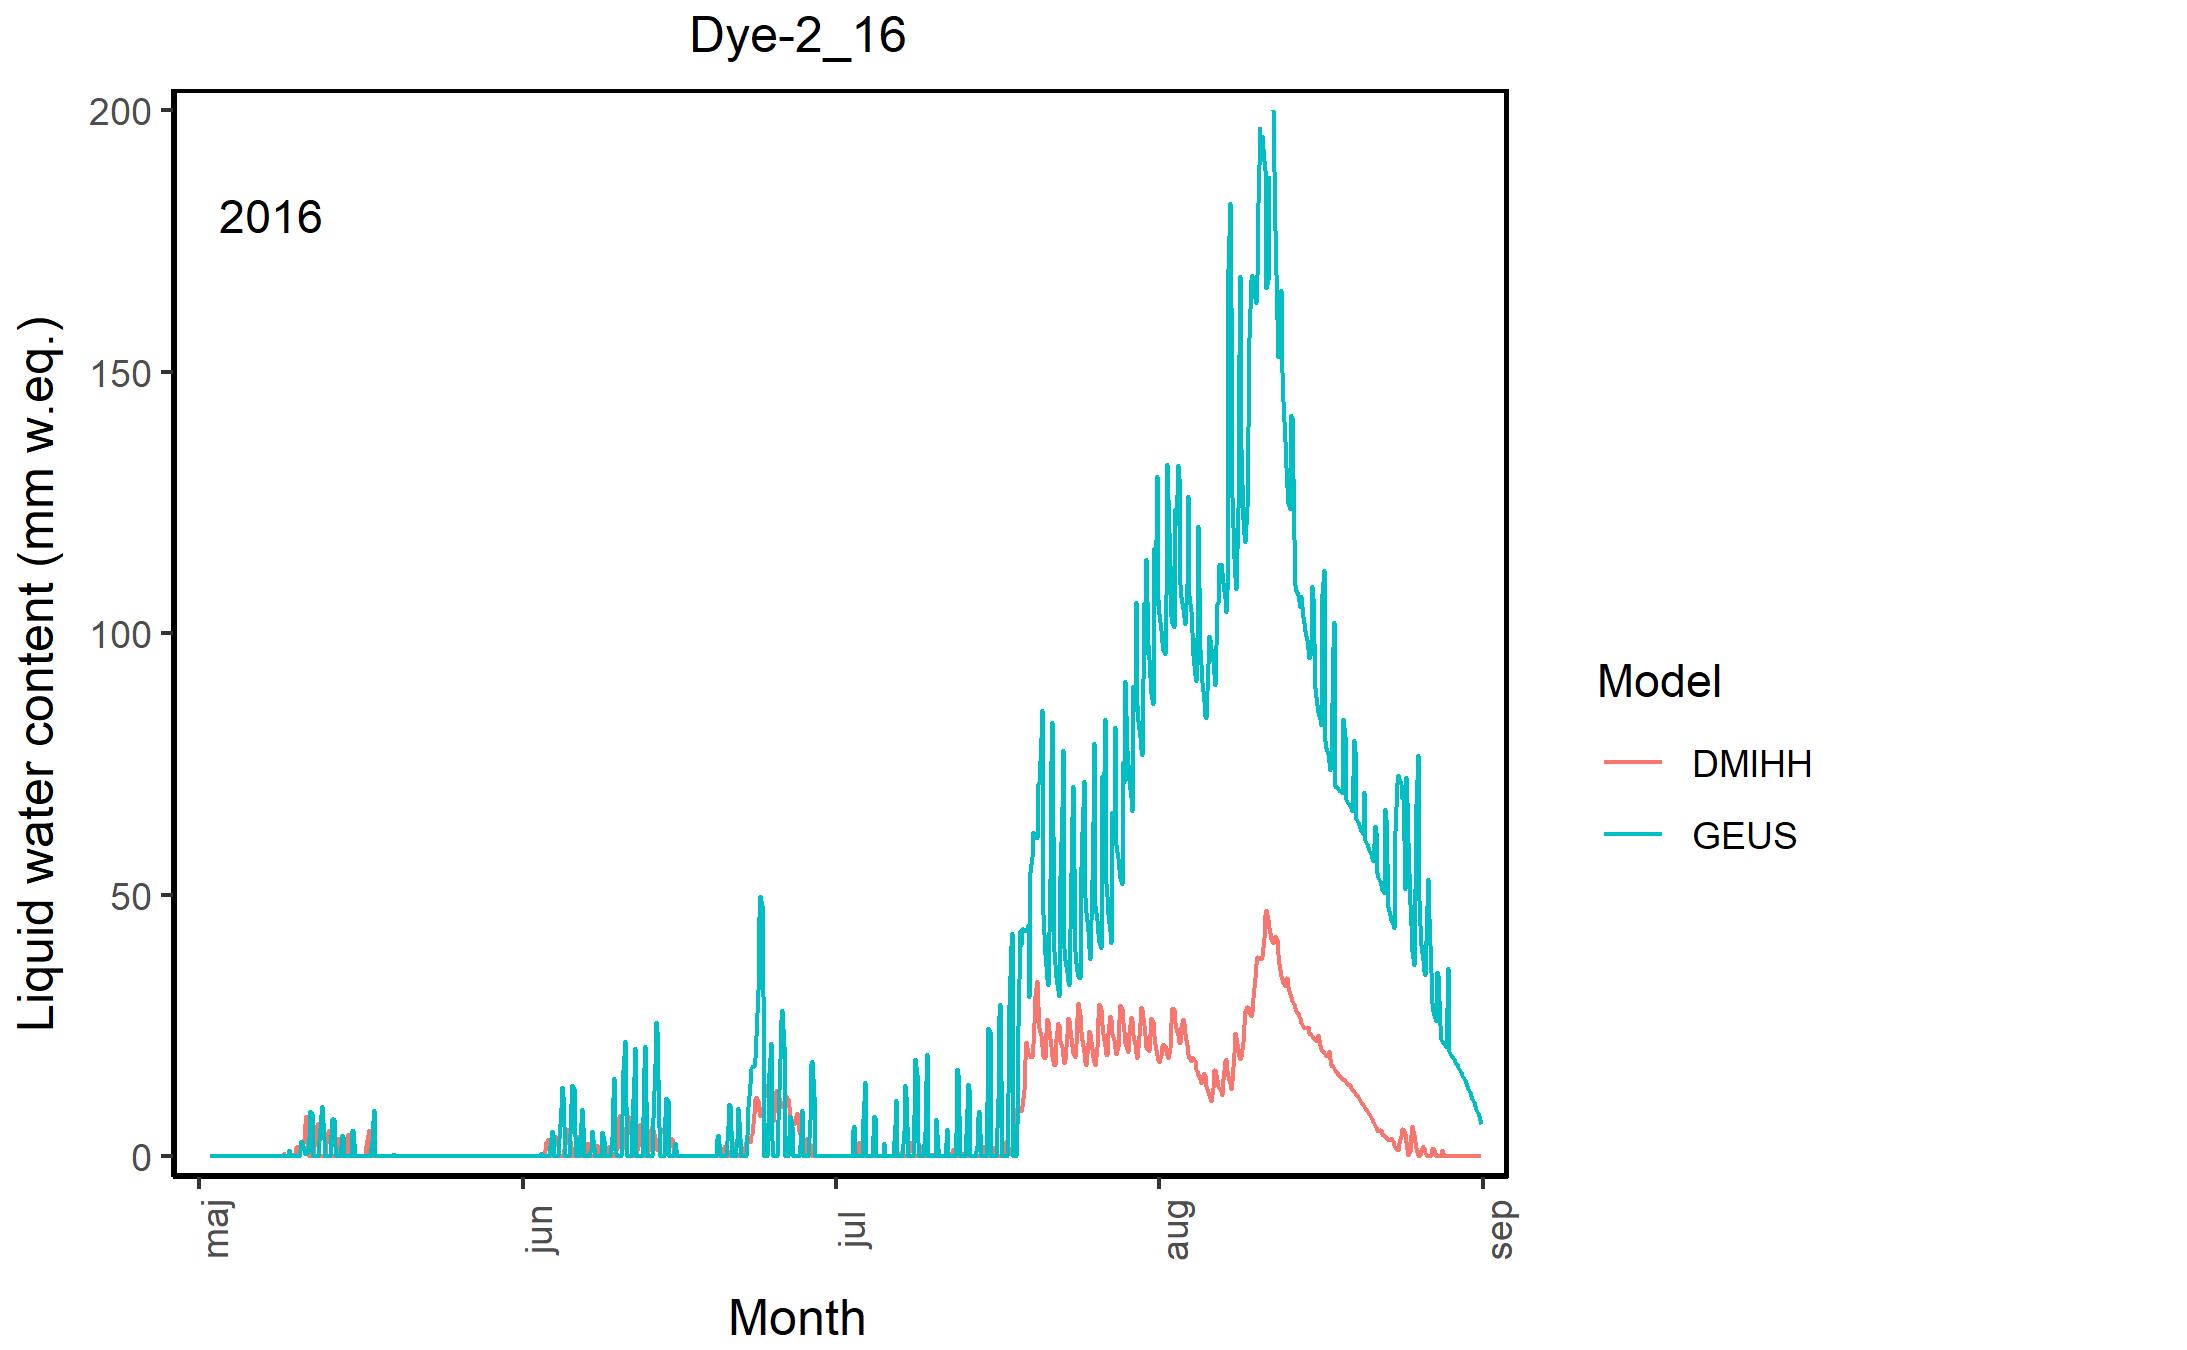 Dye-2_16
Liquid water content (mm w.eq.)
200
150
100
50
0
2016
maj
jun
jul
aug
sep
Month
Model
DMIHH
GEUS